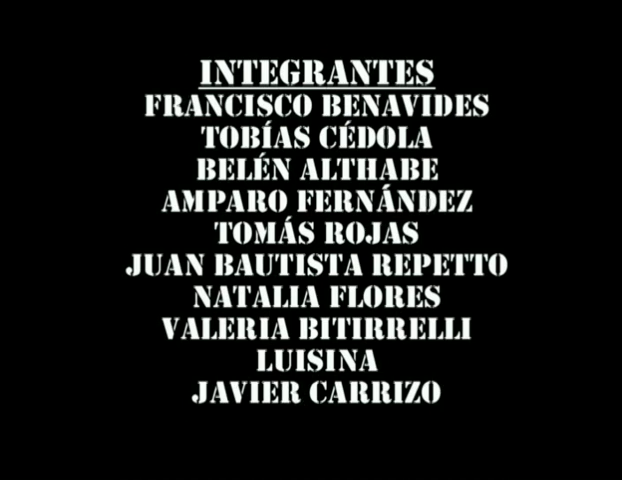 INTEGRANTES
FRANCISCO BENAVIDES
TOBÍAS CÉDOLA
BELÉN ALTHABE
AMPARO FERNÁNDEZ
TOMÁS ROJAS
JUAN BAUTISTA REPETTO
NATALIA FLORES
VALERIA BITIRRELLI
LUISINA
JAVIER CARRIZO